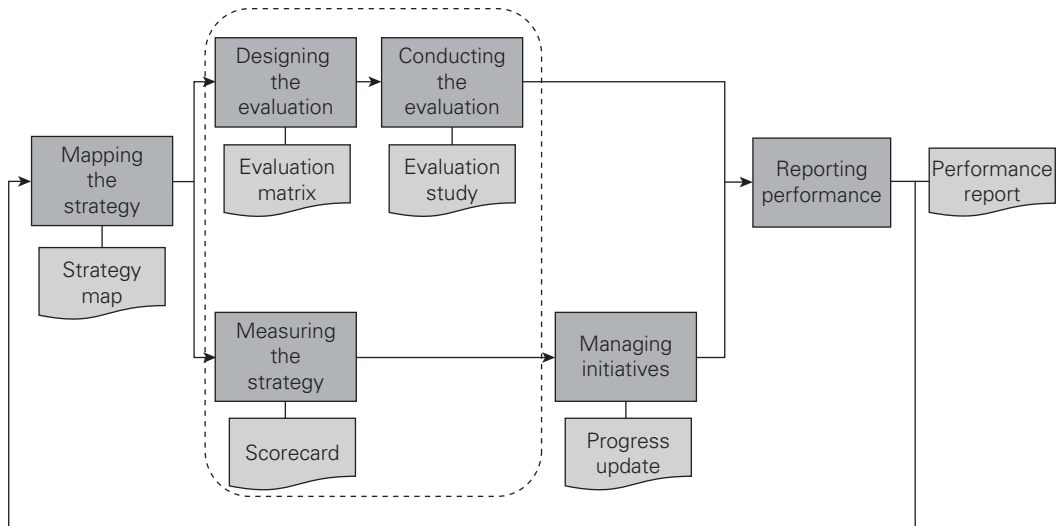 Designing
the
evaluation
Conducting
the
evaluation
Evaluation
matrix
Evaluation
study
Mapping
the
strategy
Strategy
map
Reporting
performance
Performance
report
Measuring
the
strategy
Scorecard
Managing
initiatives
Progress
update